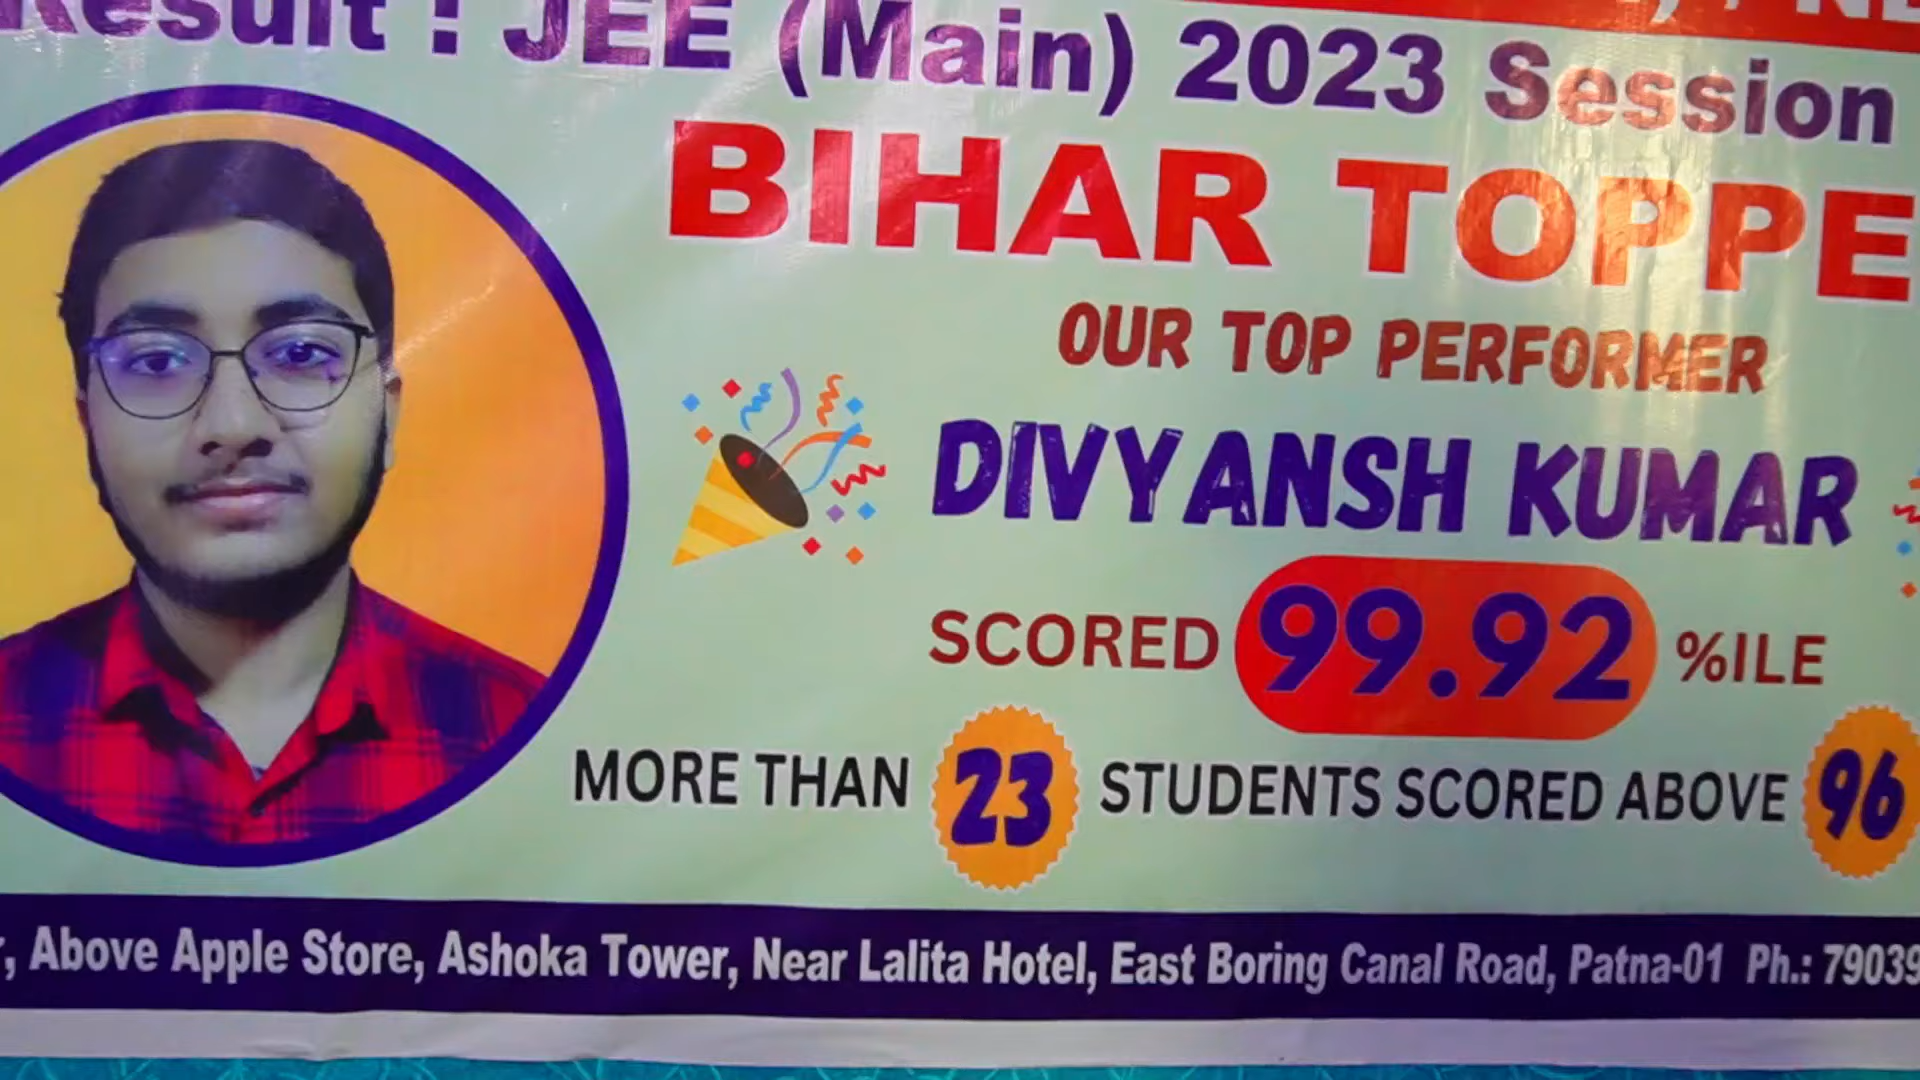 Result : JEE (Main) 2023 Session
BIHAR TOPPE
OUR TOP PERFORMER
DIVYANSH KUMAR
SCORED 99.92 %ILE
MORE THAN 23 STUDENTS SCORED ABOVE 96
, Above Apple Store, Ashoka Tower, Near Lalita Hotel, East Boring Canal Road, Patna-01 Ph.: 79039